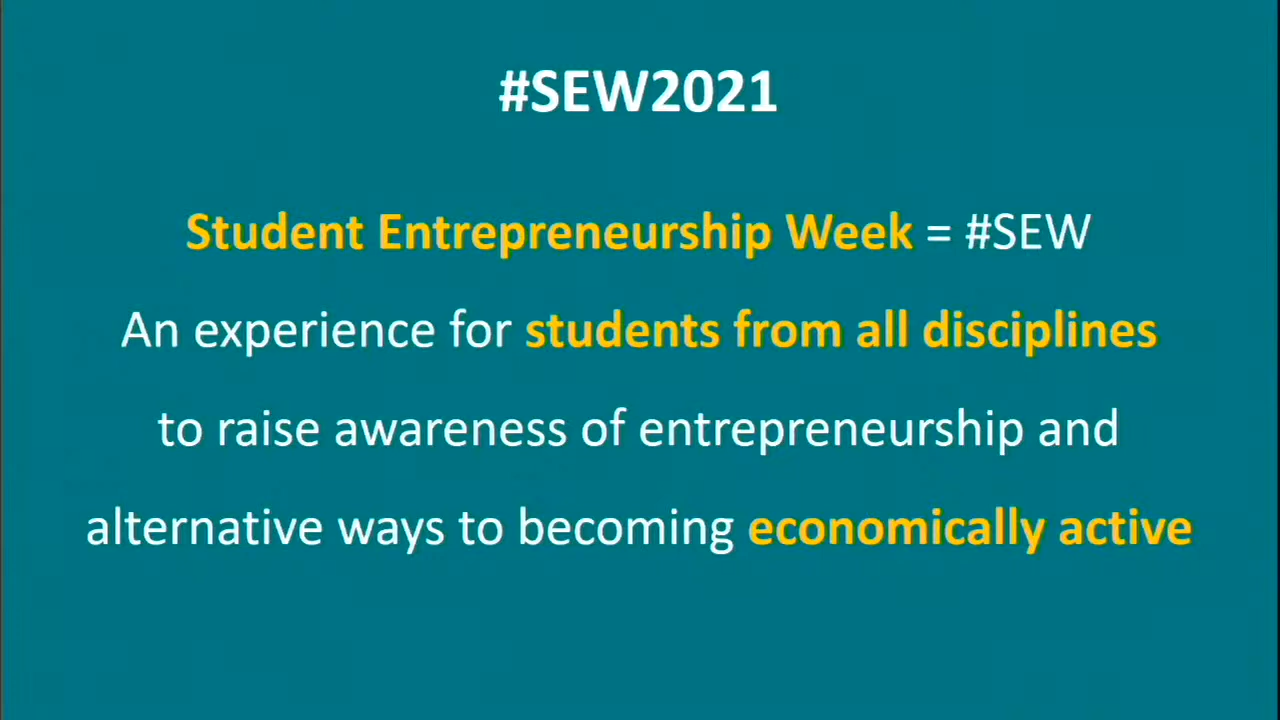 #SEW2021
Student Entrepreneurship Week = #SEW
An experience for students from all disciplines
to raise awareness of entrepreneurship and
alternative ways to becoming economically active